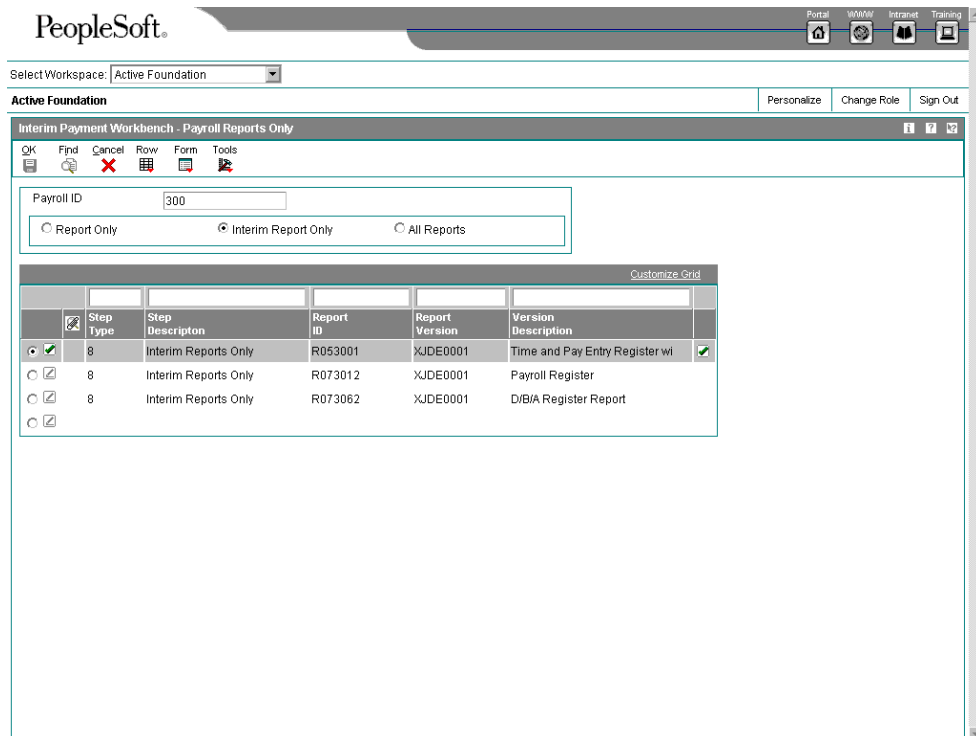 PeopleSoft.
Portal WWW Intranet Training
Select Workspace: Active Foundation
Active Foundation Personalize Change Role Sign Out
Interim Payment Workbench - Payroll Reports Only
OK Find Cancel Row Form Tools
Payroll ID 300
Report Only Interim Report Only All Reports
Customize Grid
Step Type Step Descripton Report ID Report Version Version Description
8 Interim Reports Only R053001 XJDE0001 Time and Pay Entry Register wi
8 Interim Reports Only R073012 XJDE0001 Payroll Register
8 Interim Reports Only R073062 XJDE0001 D/B/A Register Report